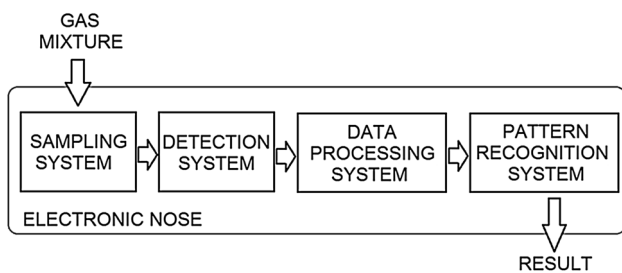 GAS
MIXTURE
SAMPLING
SYSTEM
DETECTION
SYSTEM
DATA
PROCESSING
SYSTEM
PATTERN
RECOGNITION
SYSTEM
ELECTRONIC NOSE
RESULT